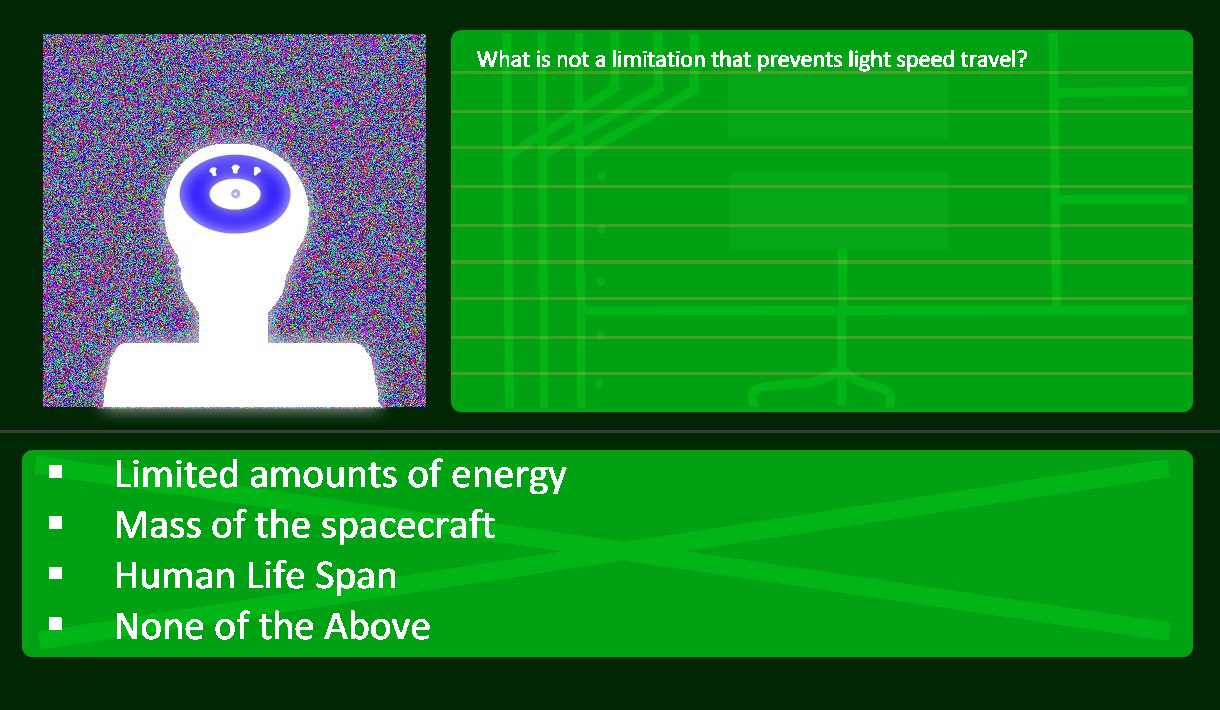 What is not a limitation that prevents light speed travel?
Limited amounts of energy
Mass of the spacecraft
Human Life Span
None of the Above